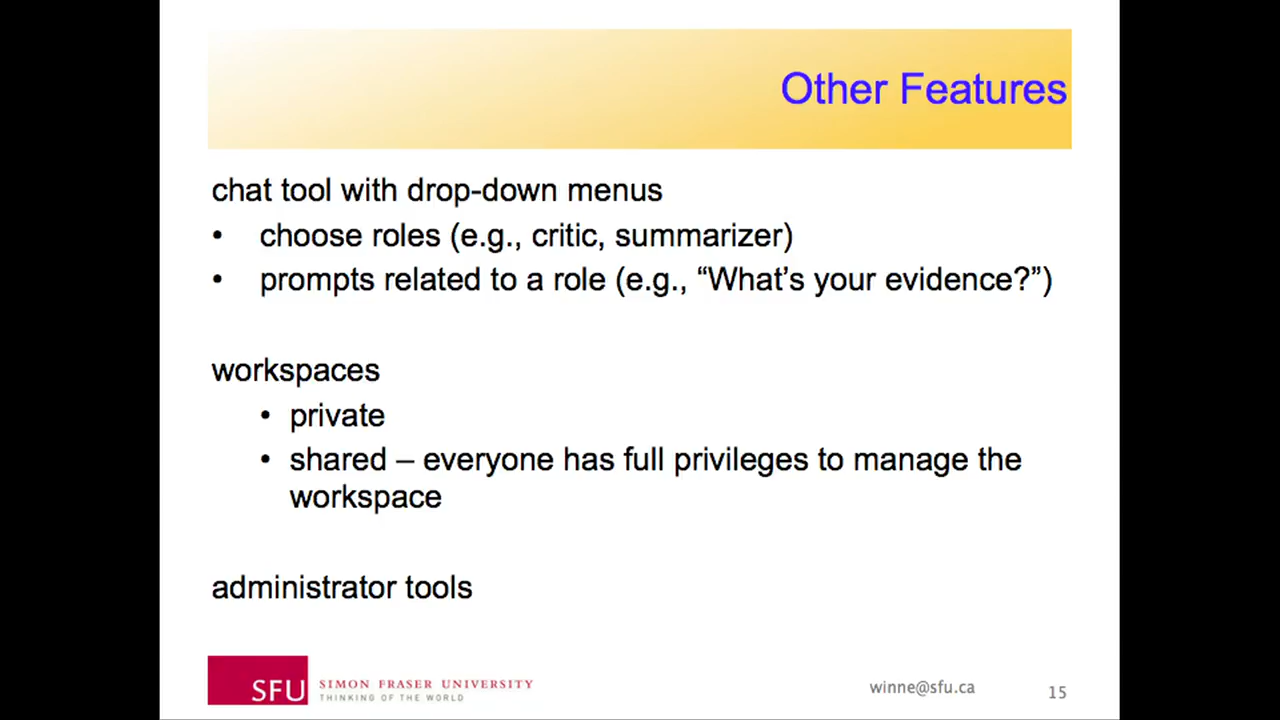 Other Features
chat tool with drop-down menus
• choose roles (e.g., critic, summarizer)
• prompts related to a role (e.g., “What’s your evidence?”)
workspaces
• private
• shared – everyone has full privileges to manage the
workspace
administrator tools
SFU
SIMON FRASER UNIVERSITY
THINKING OF THE WORLD
winne@sfu.ca
15